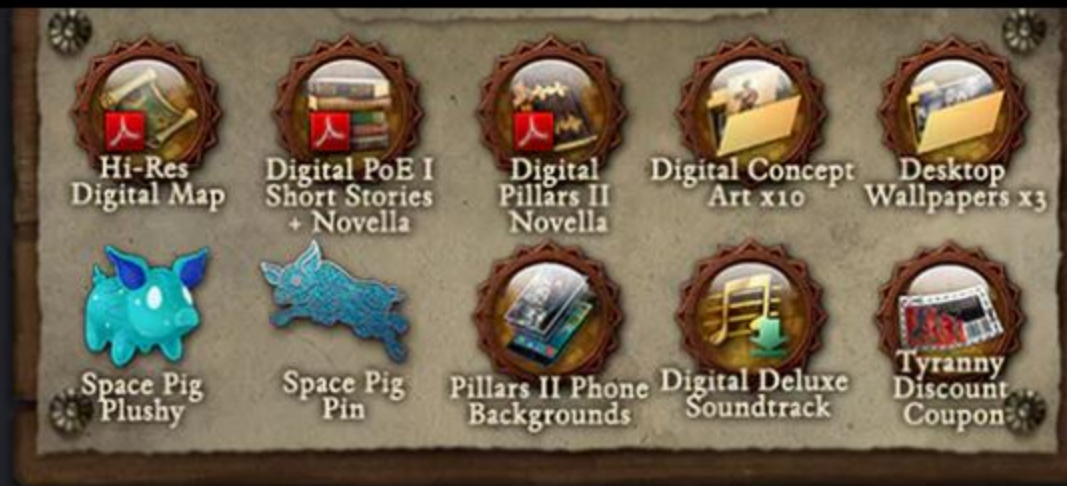 Hi-Res
Digital Map
Digital PoE I
Short Stories
+ Novella
Digital
Pillars II
Novella
Digital Concept
Art x10
Desktop
Wallpapers x3
Space Pig
Plushy
Space Pig
Pin
Pillars II Phone
Backgrounds
Digital Deluxe
Soundtrack
Tyranny
Discount
Coupon